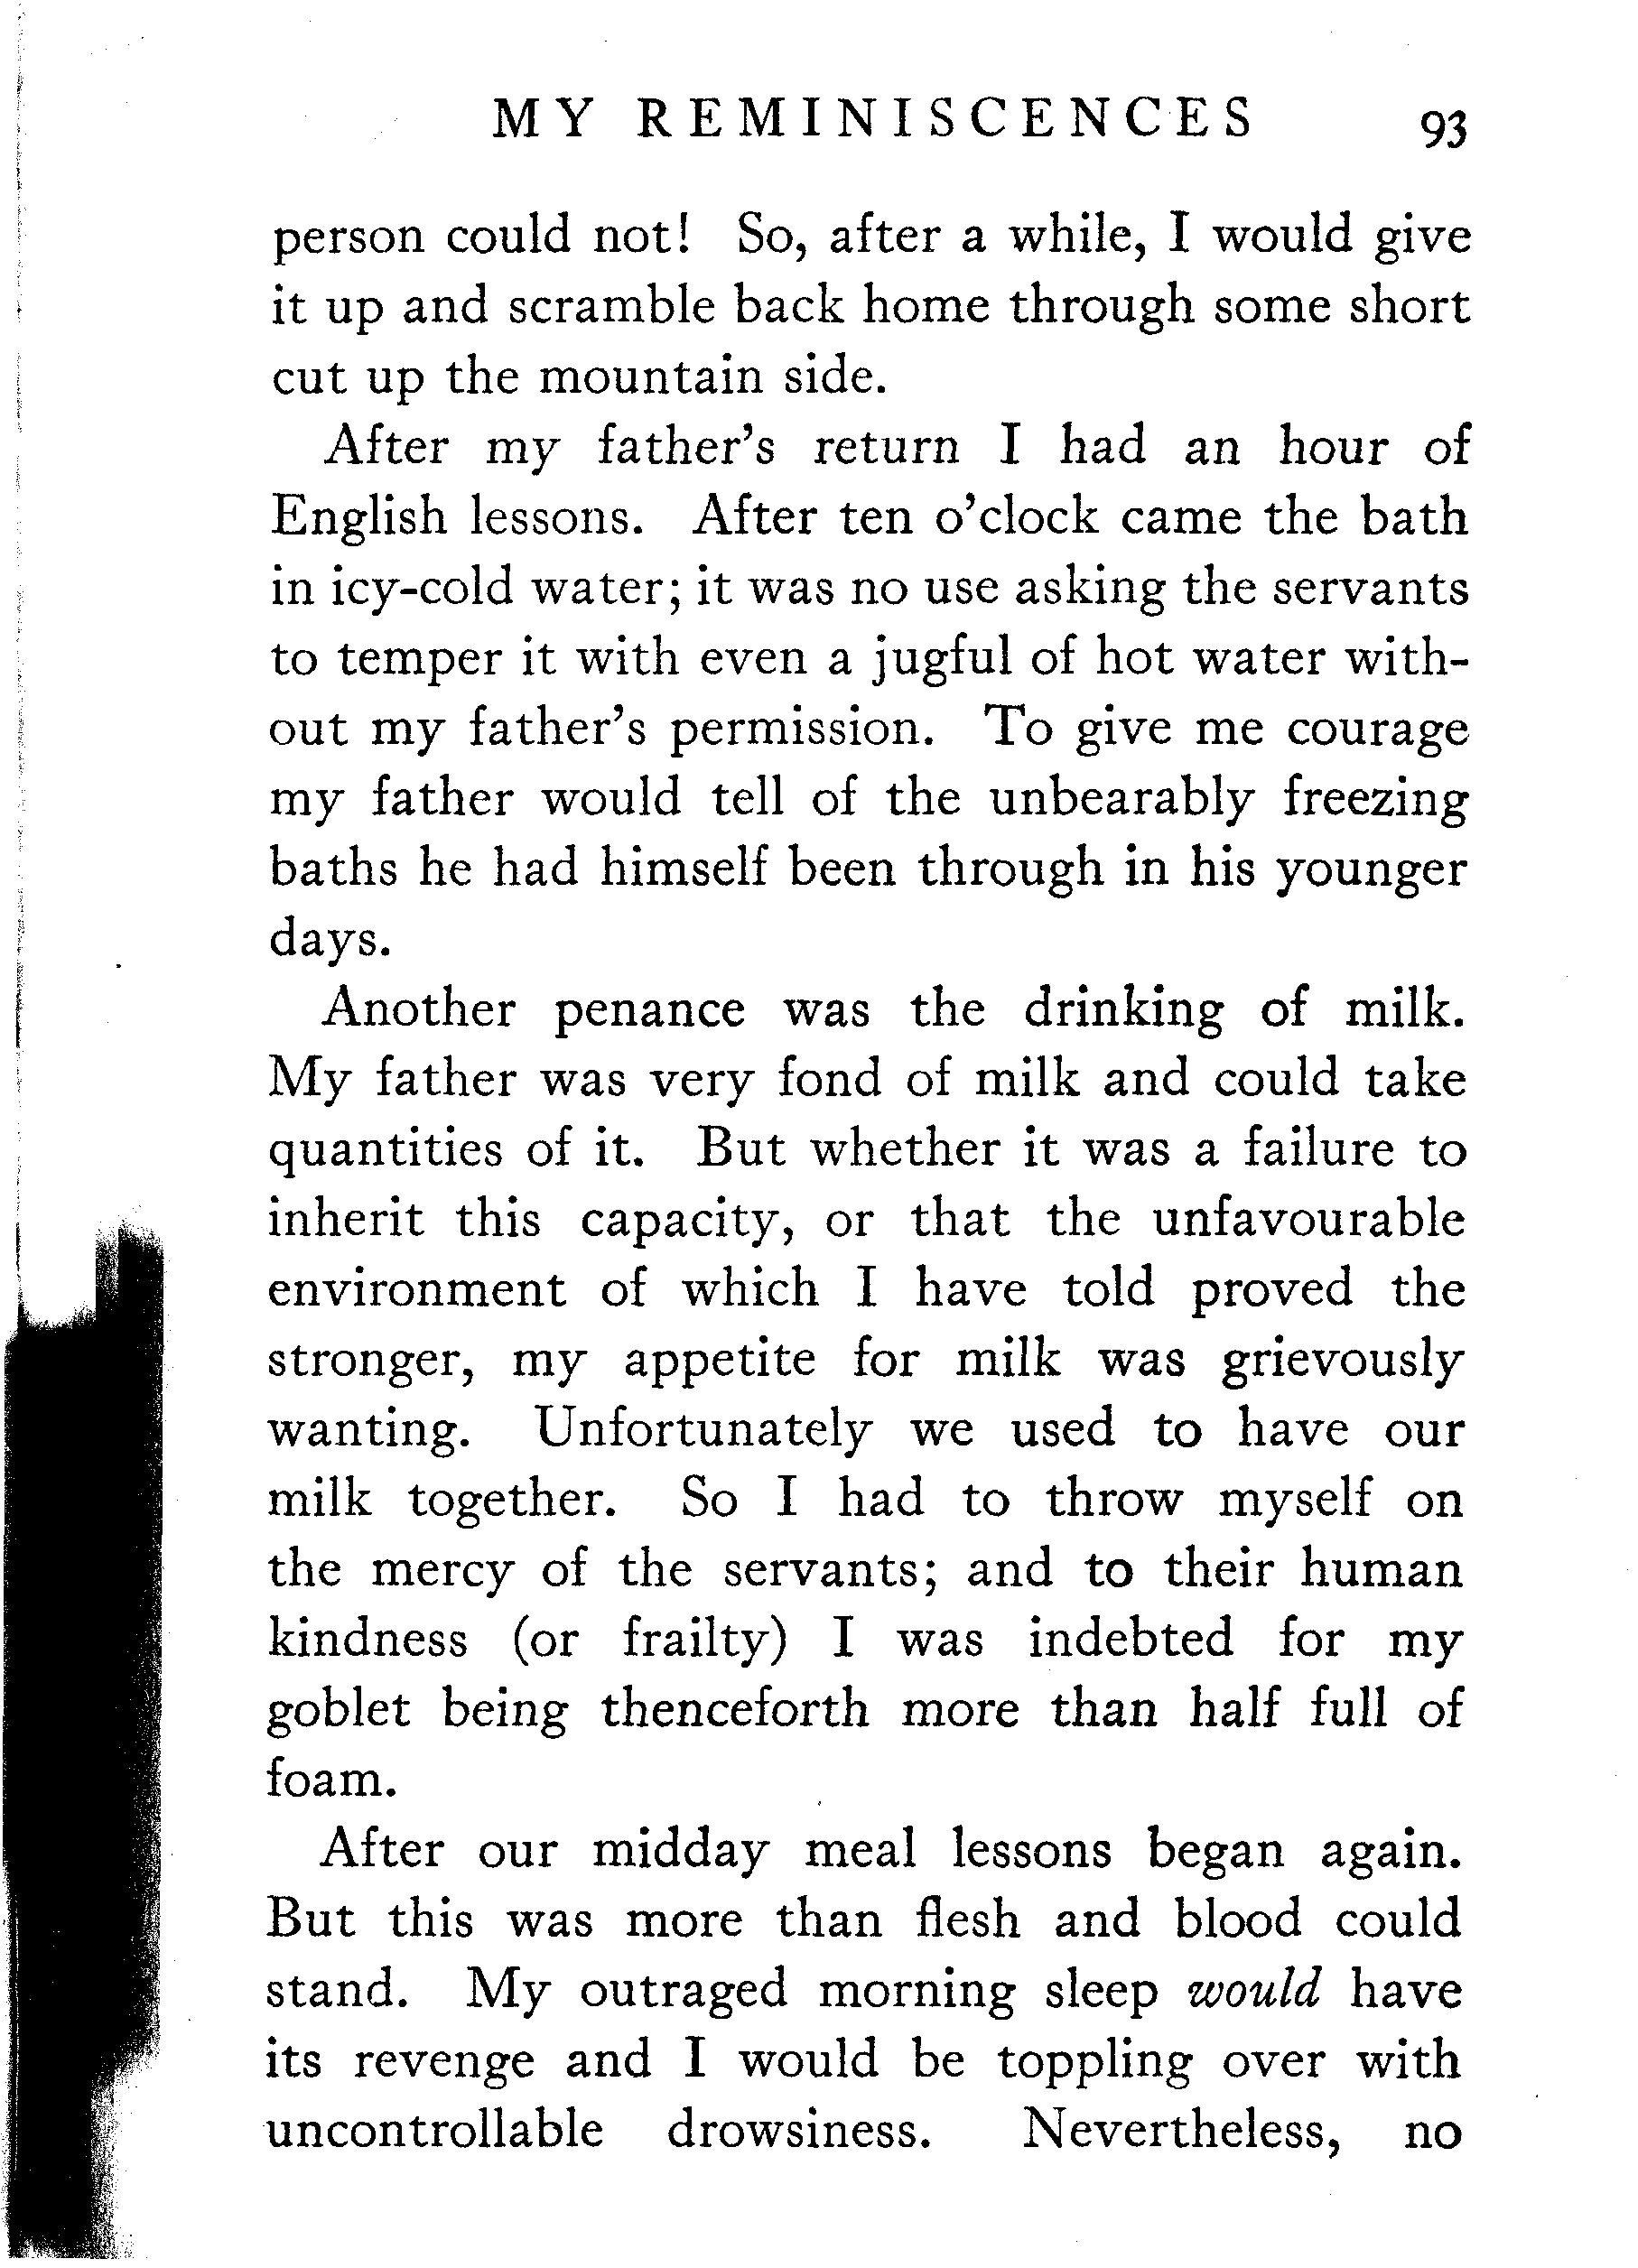 MY REMINISCENCES 93
person could not! So, after a while, I would give
it up and scramble back home through some short
cut up the mountain side.
After my father's return I had an hour of
English lessons. After ten o'clock came the bath
in icy-cold water; it was no use asking the servants
to temper it with even a jugful of hot water with-
out my father's permission. To give me courage
my father would tell of the unbearably freezing
baths he had himself been through in his younger
days.
Another penance was the drinking of milk.
My father was very fond of milk and could take
quantities of it. But whether it was a failure to
inherit this capacity, or that the unfavourable
environment of which I have told proved the
stronger, my appetite for milk was grievously
wanting. Unfortunately we used to have our
milk together. So I had to throw myself on
the mercy of the servants; and to their human
kindness (or frailty) I was indebted for my
goblet being thenceforth more than half full of
foam.
After our midday meal lessons began again.
But this was more than flesh and blood could
stand. My outraged morning sleep would have
its revenge and I would be toppling over with
uncontrollable drowsiness. Nevertheless, no